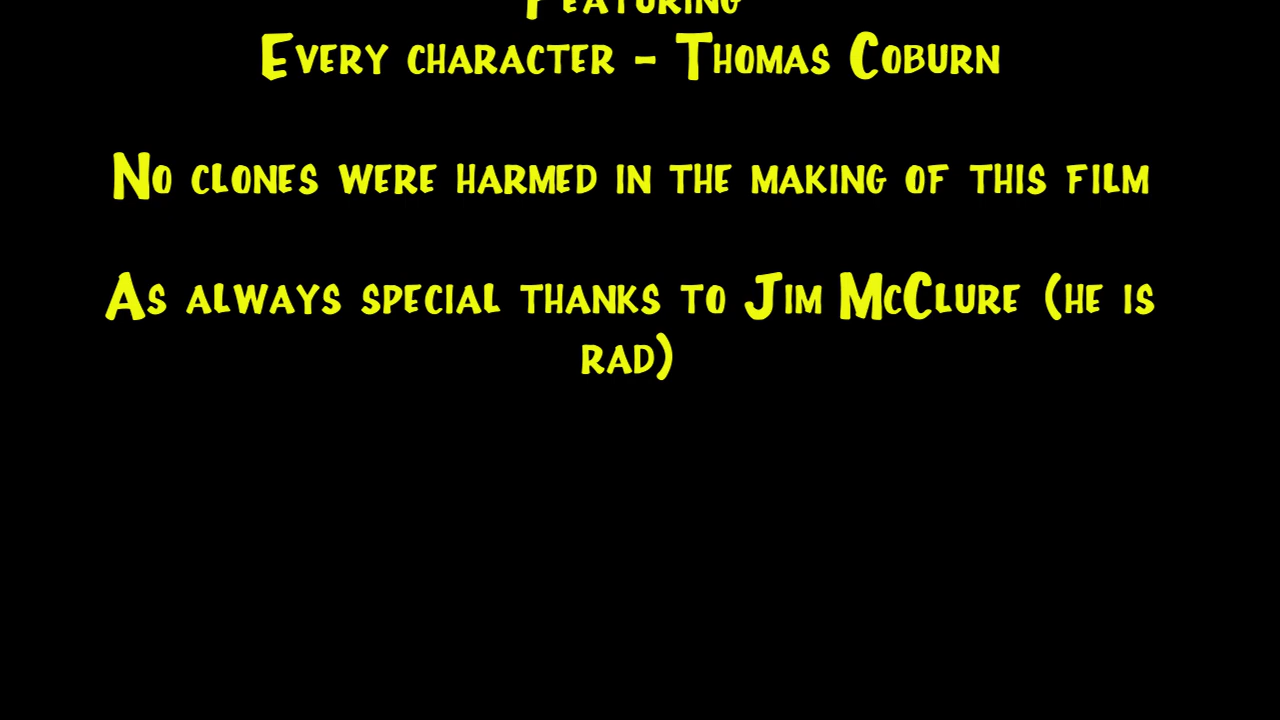 Featuring
Every character - Thomas Coburn
No clones were harmed in the making of this film
As always special thanks to Jim McClure (he is
rad)